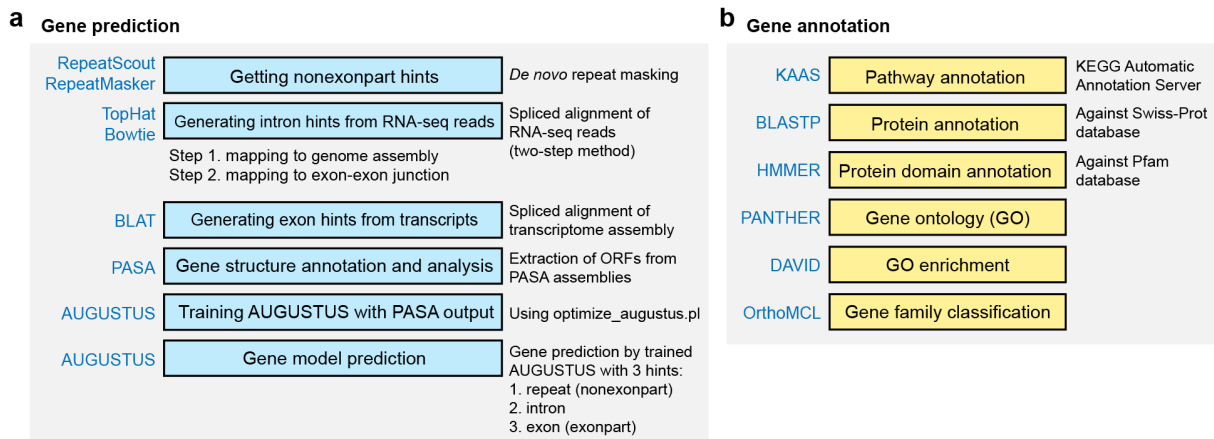 a Gene prediction
RepeatScout
RepeatMasker
Getting nonexonpart hints
De novo repeat masking
TopHat
Bowtie
Generating intron hints from RNA-seq reads
Spliced alignment of
RNA-seq reads
(two-step method)
Step 1. mapping to genome assembly
Step 2. mapping to exon-exon junction
BLAT
Generating exon hints from transcripts
Spliced alignment of
transcriptome assembly
PASA
Gene structure annotation and analysis
Extraction of ORFs from
PASA assemblies
AUGUSTUS
Training AUGUSTUS with PASA output
Using optimize_augustus.pl
AUGUSTUS
Gene model prediction
Gene prediction by trained
AUGUSTUS with 3 hints:
1. repeat (nonexonpart)
2. intron
3. exon (exonpart)
b Gene annotation
KAAS
Pathway annotation
KEGG Automatic
Annotation Server
BLASTP
Protein annotation
Against Swiss-Prot
database
HMMER
Protein domain annotation
Against Pfam
database
PANTHER
Gene ontology (GO)
DAVID
GO enrichment
OrthoMCL
Gene family classification